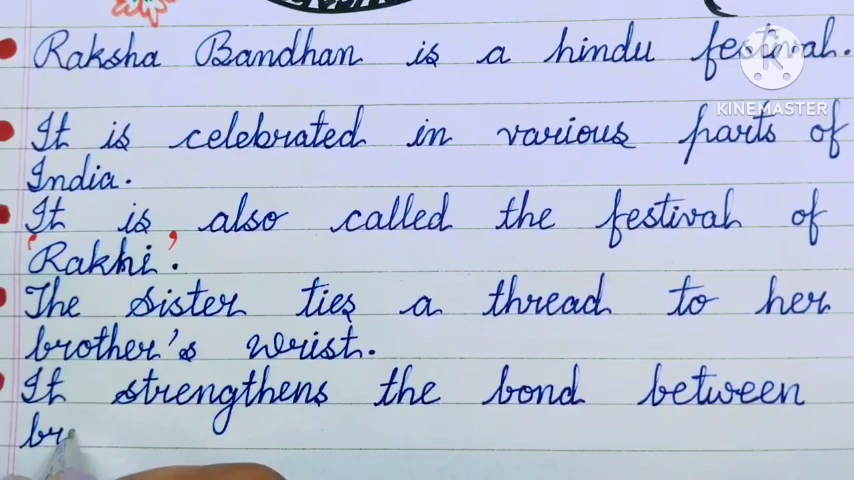 Raksha Bandhan is a hindu festival.
KINEMASTER
It is celebrated in various parts of
India.
It is also called the festival of
'Rakhi'.
The sister ties a thread to her
brother's wrist.
It strengthens the bond between
br